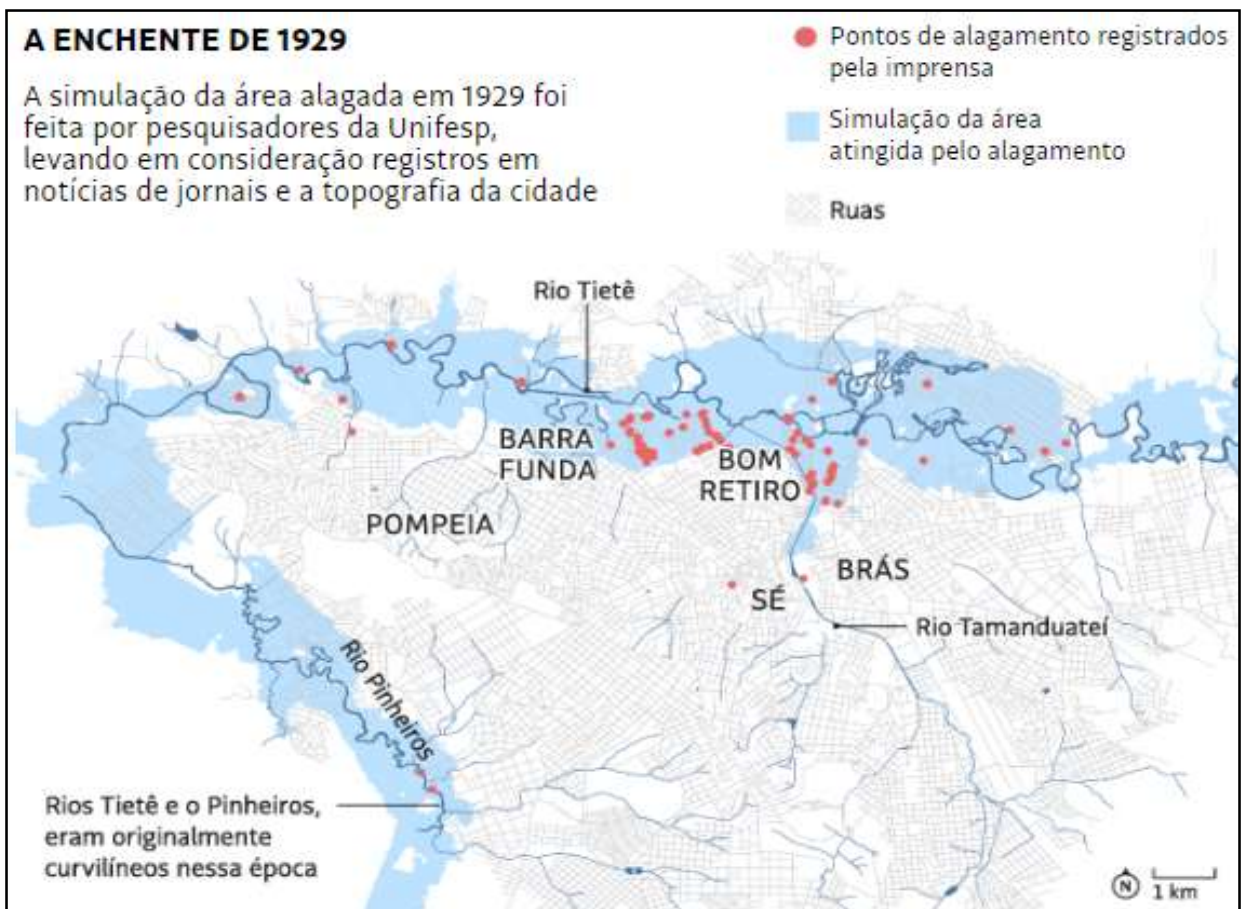 A ENCHENTE DE 1929
A simulação da área alagada em 1929 foi
feita por pesquisadores da Unifesp,
levando em consideração registros em
notícias de jornais e a topografia da cidade
Pontos de alagamento registrados
pela imprensa
Simulação da área
atingida pelo alagamento
Ruas
Rio Tietê
BARRA
FUNDA
BOM
RETIRO
POMPEIA
BRÁS
SÉ
Rio Tamanduateí
Rio Pinheiros
Rios Tietê e o Pinheiros,
eram originalmente
curvilíneos nessa época
N
1 km